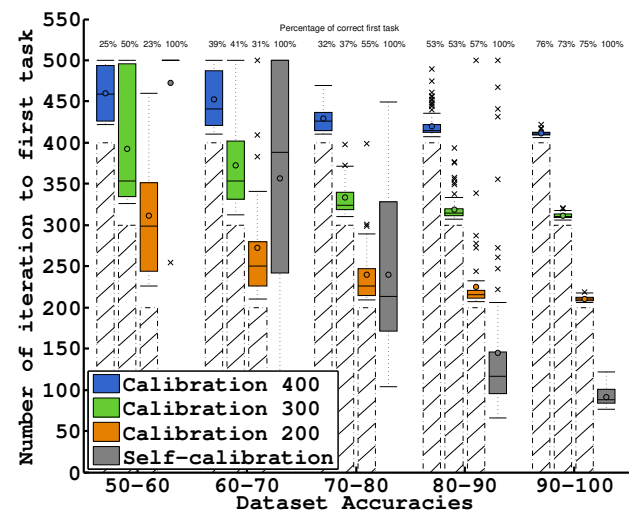 Percentage of correct first task
25% 50% 23% 100% 39% 41% 31% 100% 32% 37% 55% 100% 53% 53% 57% 100% 76% 73% 75% 100%
Number of iteration to first task
550
500
450
400
350
300
250
200
150
100
50
0
Calibration 400
Calibration 300
Calibration 200
Self-calibration
50-60 60-70 70-80 80-90 90-100
Dataset Accuracies